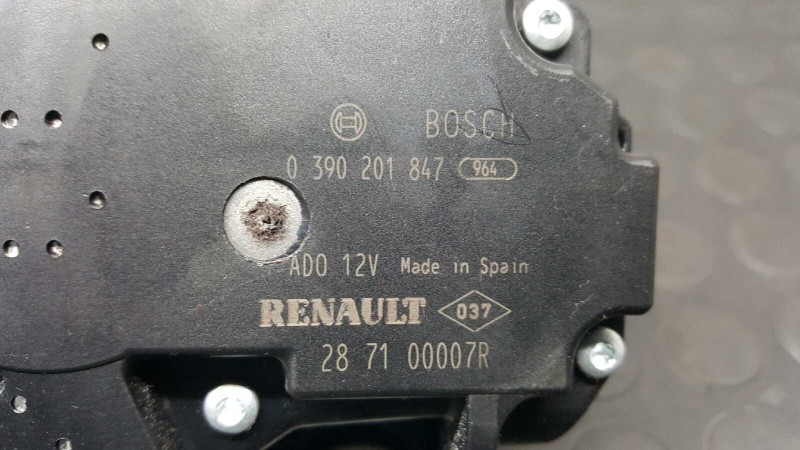 BOSCH
0 390 201 847 964
ADO 12V Made in Spain
RENAULT 037
28 71 00007R